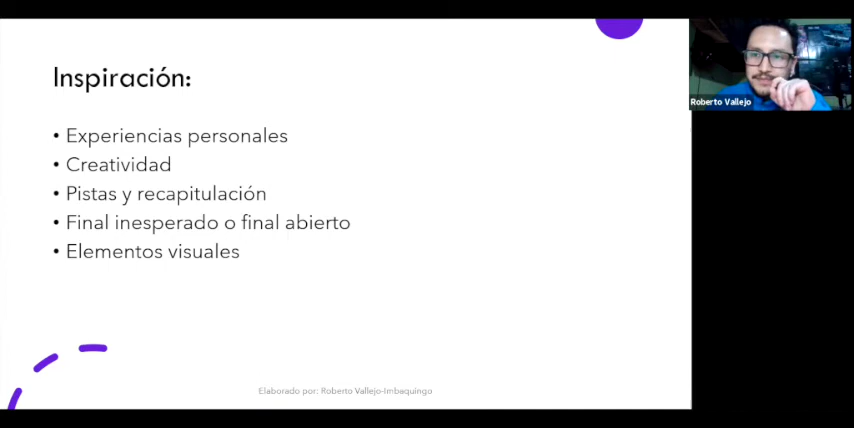 Inspiración:
• Experiencias personales
• Creatividad
• Pistas y recapitulación
• Final inesperado o final abierto
• Elementos visuales
Elaborado por: Roberto Vallejo-Imbaquingo
Roberto Vallejo